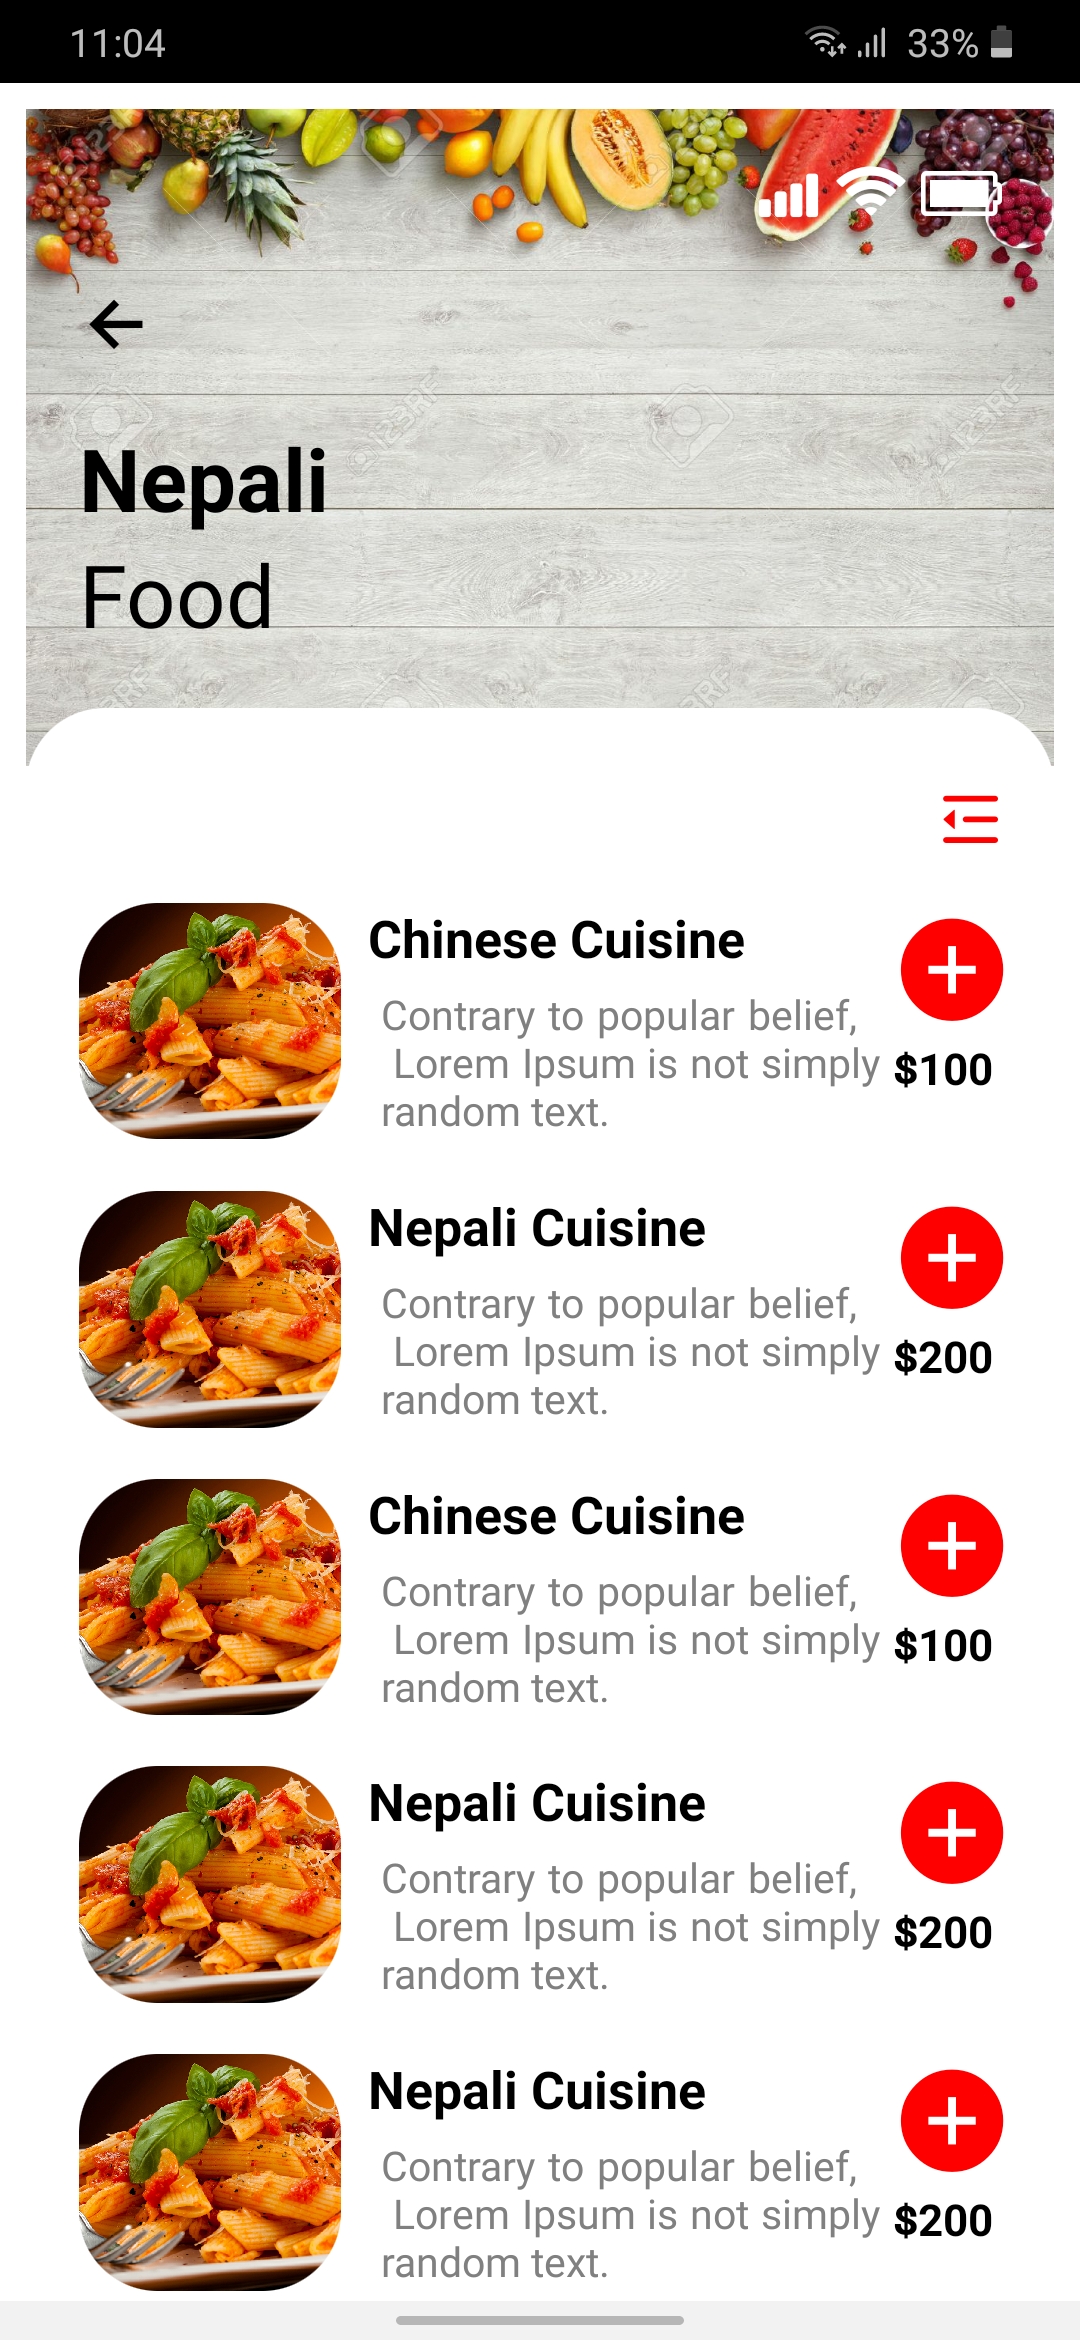 11:04
33%
Nepali
Food
Chinese Cuisine
Contrary to popular belief,
Lorem Ipsum is not simply
random text.
$100
Nepali Cuisine
Contrary to popular belief,
Lorem Ipsum is not simply
random text.
$200
Chinese Cuisine
Contrary to popular belief,
Lorem Ipsum is not simply
random text.
$100
Nepali Cuisine
Contrary to popular belief,
Lorem Ipsum is not simply
random text.
$200
Nepali Cuisine
Contrary to popular belief,
Lorem Ipsum is not simply
random text.
$200
123RF
123RF